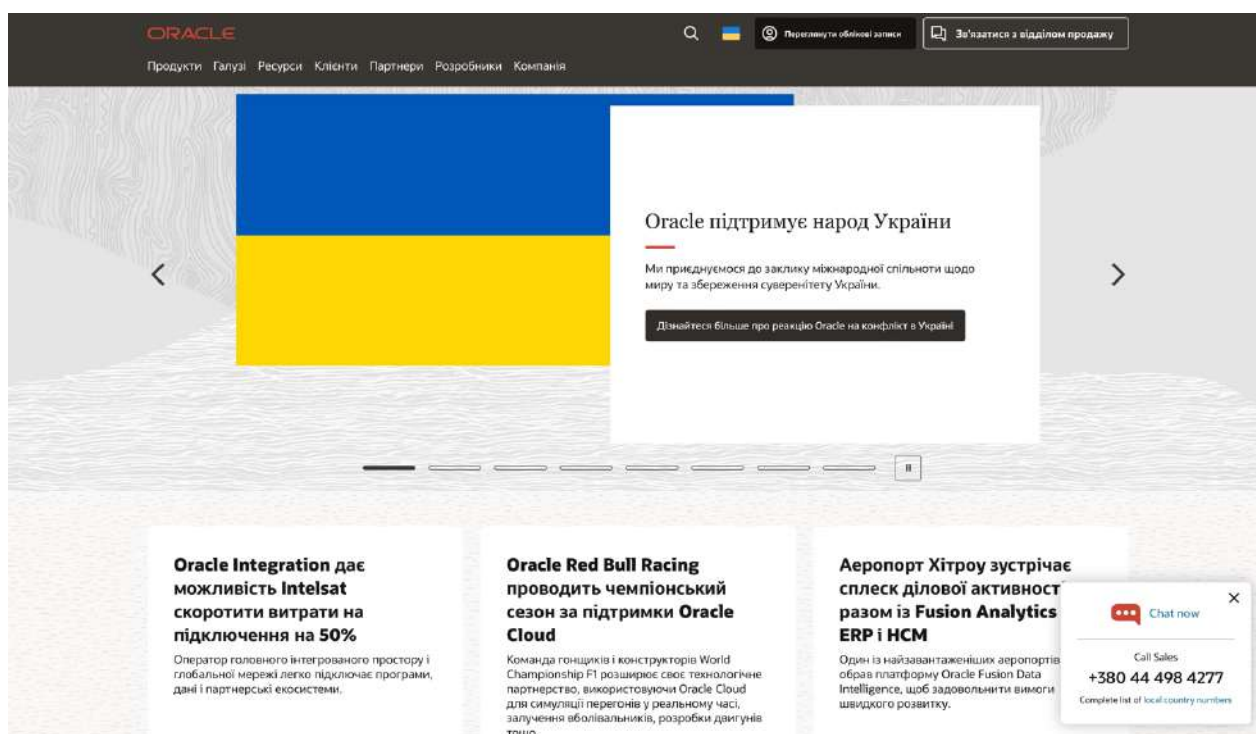 ORACLE
Переглянути облікові записи
Зв'язатися з відділом продажу
Продукти Галузі Ресурси Клієнти Партнери Розробники Компанія
Oracle підтримує народ України
Ми приєднуємося до заклику міжнародної спільноти щодо
миру та збереження суверенітету України.
Дізнайтеся більше про реакцію Oracle на конфлікт в Україні
Oracle Integration дає
можливість Intelsat
скоротити витрати на
підключення на 50%
Оператор головного інтегрованого простору і
глобальної мережі легко підключає програми,
дані і партнерські екосистеми.
Oracle Red Bull Racing
проводить чемпіонський
сезон за підтримки Oracle
Cloud
Команда гонщиків і конструкторів World
Championship F1 розширює своє технологічне
партнерство, використовуючи Oracle Cloud
для симуляції перегонів у реальному часі,
залучення вболівальників, розробки двигунів
тощо.
Аеропорт Хітроу зустрічає
сплеск ділової активност
разом із Fusion Analytics
ERP і HCM
Один із найзавантаженіших аеропортів
обрав платформу Oracle Fusion Data
Intelligence, щоб задовольнити вимоги
швидкого розвитку.
Chat now
Call Sales
+380 44 498 4277
Complete list of local country numbers